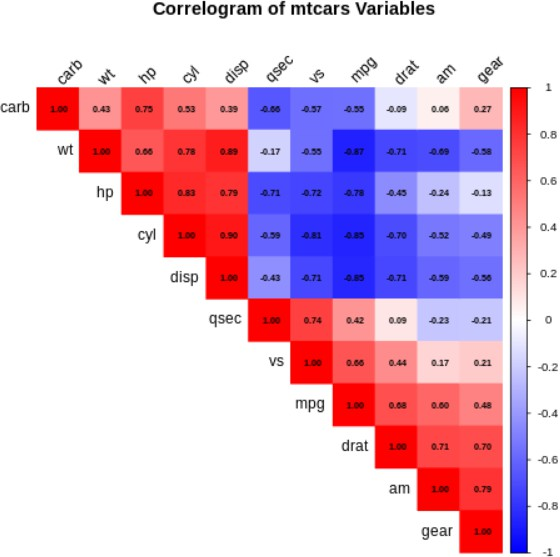 Correlogram of mtcars Variables
carb wt hp cyl disp qsec vs mpg drat am gear
carb 1.00 0.43 0.75 0.53 0.39 -0.66 -0.57 -0.55 -0.09 0.06 0.27 1
wt 1.00 0.66 0.78 0.89 -0.17 -0.55 -0.87 -0.71 -0.69 -0.58 0.8
hp 1.00 0.83 0.79 -0.71 -0.72 -0.78 -0.45 -0.24 -0.13 0.6
cyl 1.00 0.90 -0.59 -0.81 -0.85 -0.70 -0.52 -0.49 0.4
disp 1.00 -0.43 -0.71 -0.85 -0.71 -0.59 -0.56 0.2
qsec 1.00 0.74 0.42 0.09 -0.23 -0.21 0
vs 1.00 0.66 0.44 0.17 0.21 -0.2
mpg 1.00 0.68 0.60 0.48 -0.4
drat 1.00 0.71 0.70 -0.6
am 1.00 0.79 -0.8
gear 1.00 -1